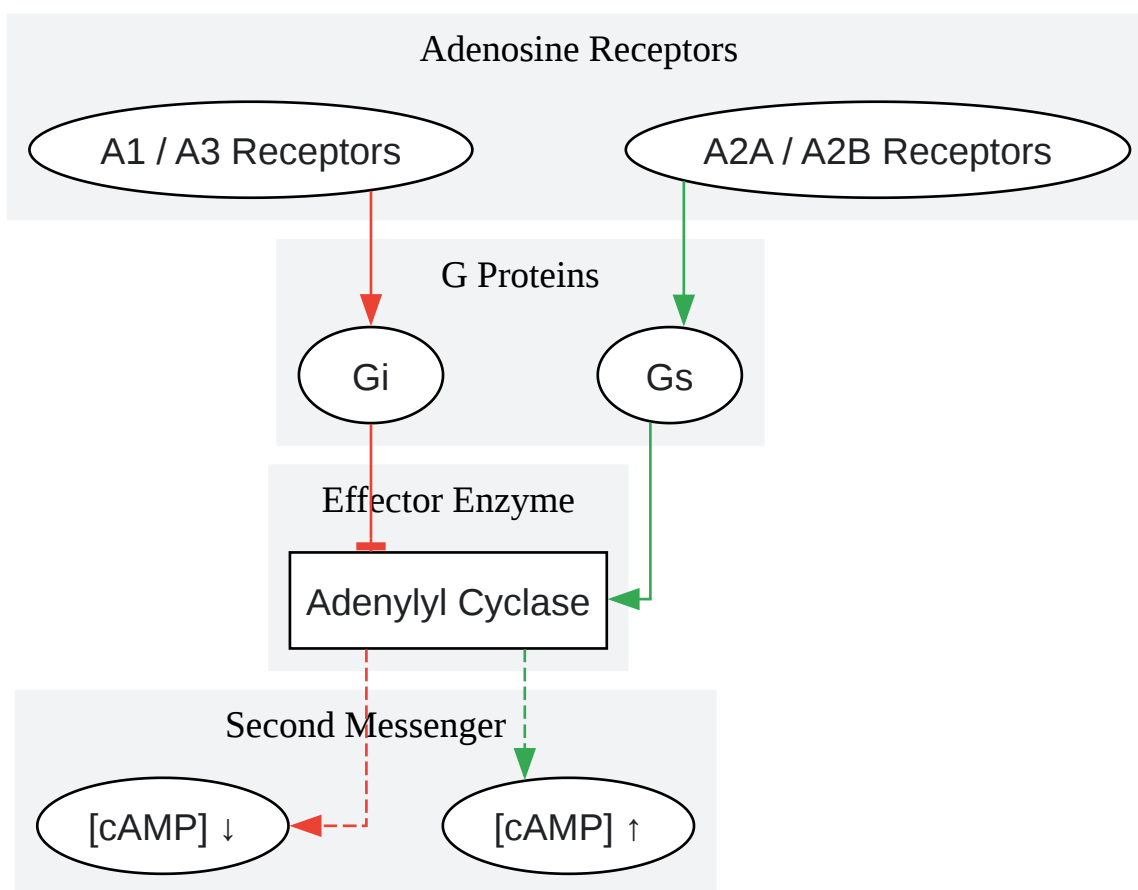 Adenosine Receptors
A1 / A3 Receptors
A2A / A2B Receptors
G Proteins
Gi
Gs
Effector Enzyme
Adenylyl Cyclase
Second Messenger
[cAMP] ↓
[cAMP] ↑